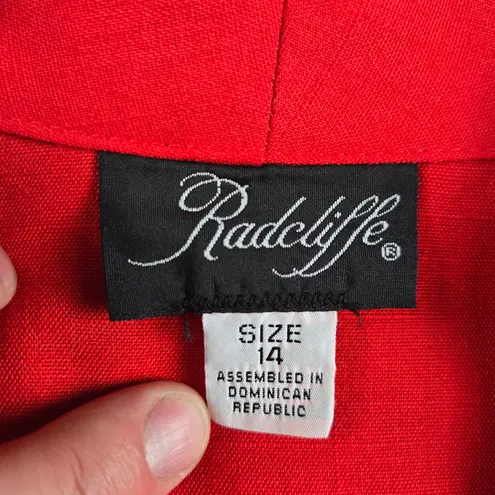 Radcliffe®
SIZE
14
ASSEMBLED IN
DOMINICAN
REPUBLIC